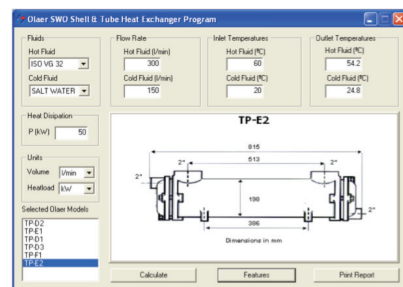 Olaer SWO Shell & Tube Heat Exchanger Program
Fluids
Hot Fluid
ISO VG 32
Cold Fluid
SALT WATER
Flow Rate
Hot Fluid (l/min)
300
Cold Fluid (l/min)
150
Inlet Temperatures
Hot Fluid (ºC)
60
Cold Fluid (ºC)
20
Outlet Temperatures
Hot Fluid (ºC)
54.2
Cold Fluid (ºC)
24.8
Heat Disipation
P (kW)
50
Units
Volume
l/min
Heatload
kW
Selected Olaer Models
TP-D2
TP-E1
TP-D1
TP-D3
TP-F1
TP-E2
TP-E2
815
513
2"
2"
2"
190
2"
386
Dimensions in mm
Calculate
Features
Print Report